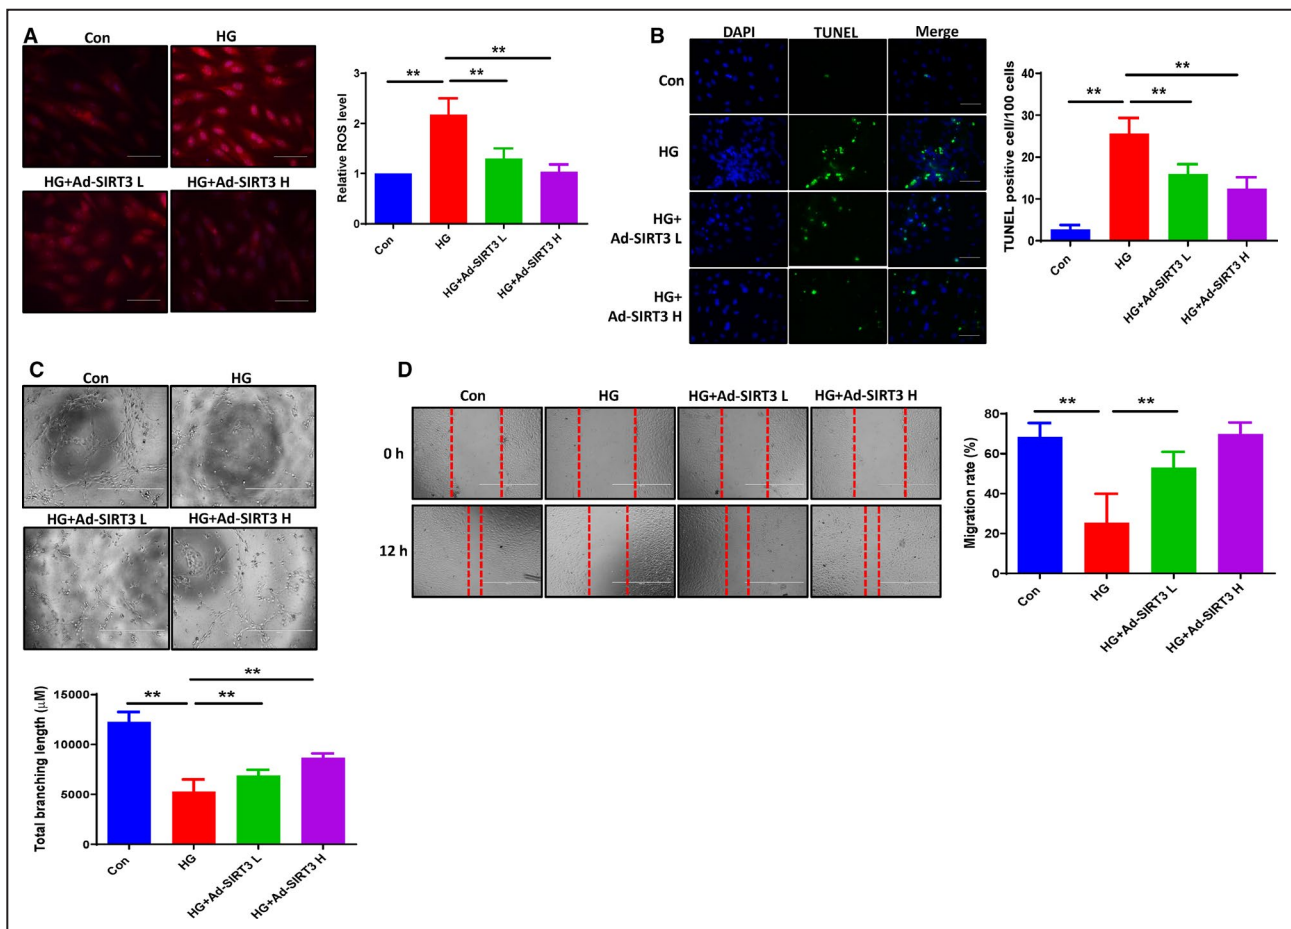 A
Con
HG
HG+Ad-SIRT3 L
HG+Ad-SIRT3 H
Relative ROS level
3
2
1
0
**
**
**
Con
HG
HG+Ad-SIRT3 L
HG+Ad-SIRT3 H
B
DAPI
TUNEL
Merge
Con
HG
HG+
Ad-SIRT3 L
HG+
Ad-SIRT3 H
TUNEL positive cell/100 cells
40
30
20
10
0
**
**
**
Con
HG
HG+Ad-SIRT3 L
HG+Ad-SIRT3 H
C
Con
HG
HG+Ad-SIRT3 L
HG+Ad-SIRT3 H
Total branching length (µM)
15000
10000
5000
0
**
**
**
Con
HG
HG+Ad-SIRT3 L
HG+Ad-SIRT3 H
D
Con
HG
HG+Ad-SIRT3 L
HG+Ad-SIRT3 H
0 h
12 h
Migration rate (%)
80
60
40
20
0
**
**
Con
HG
HG+Ad-SIRT3 L
HG+Ad-SIRT3 H